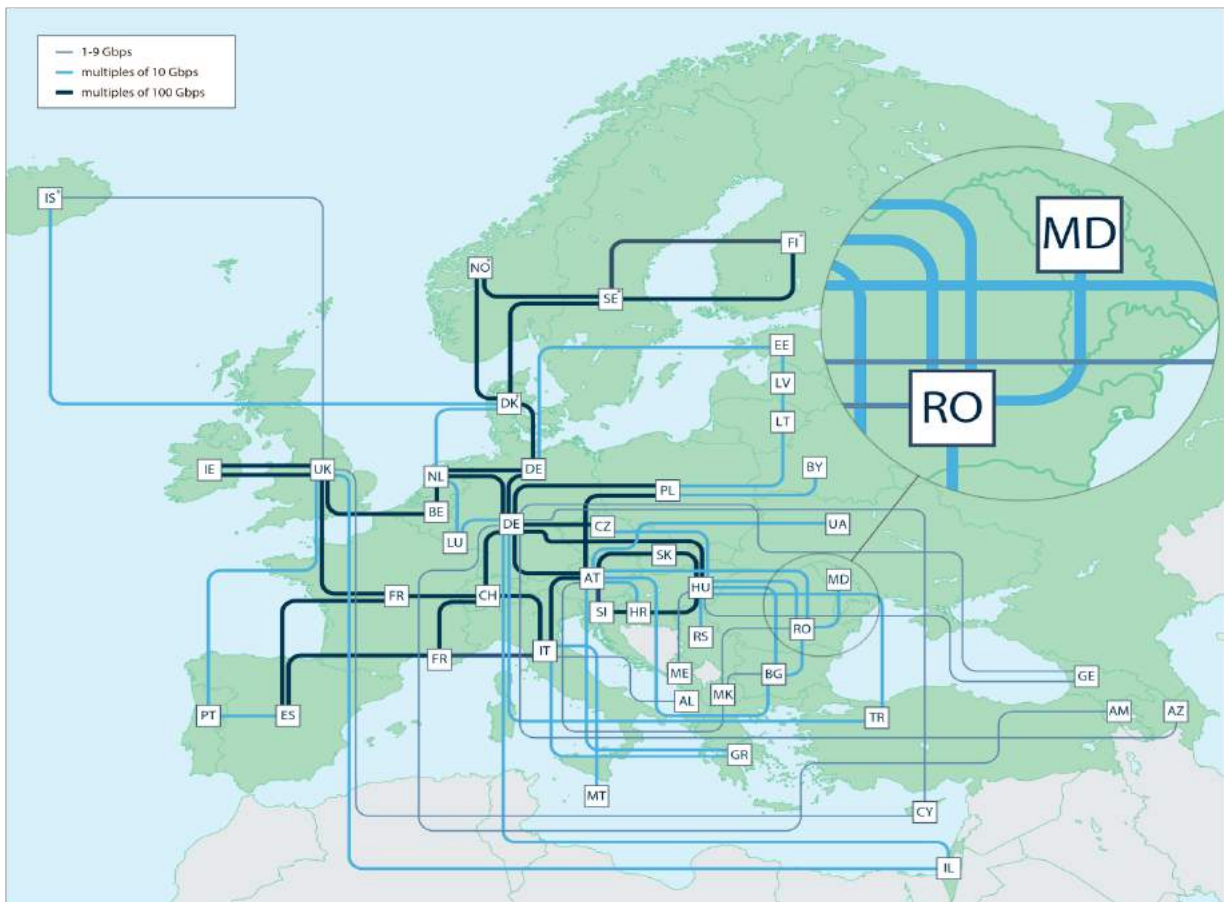 1-9 Gbps
multiples of 10 Gbps
multiples of 100 Gbps
IS*
MD
NO*
FI*
SE*
EE
LV
DK*
RO
LT
IE
UK
NL
DE
BY
PL
BE
DE
CZ
UA
LU
SK
AT
HU
MD
FR
CH
SI
HR
RS
RO
FR
IT
ME
BG
GE
MK
AL
PT
ES
TR
AM
AZ
GR
MT
CY
IL